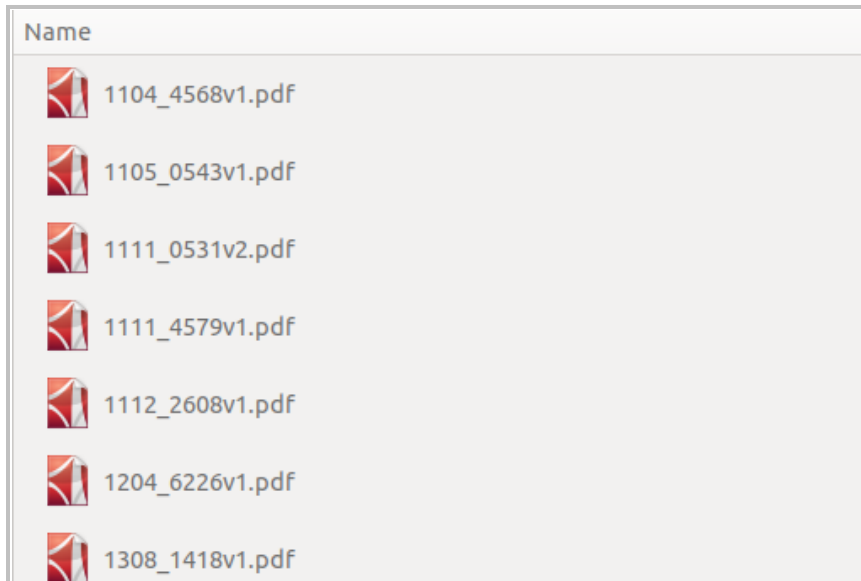 Name
1104_4568v1.pdf
1105_0543v1.pdf
1111_0531v2.pdf
1111_4579v1.pdf
1112_2608v1.pdf
1204_6226v1.pdf
1308_1418v1.pdf